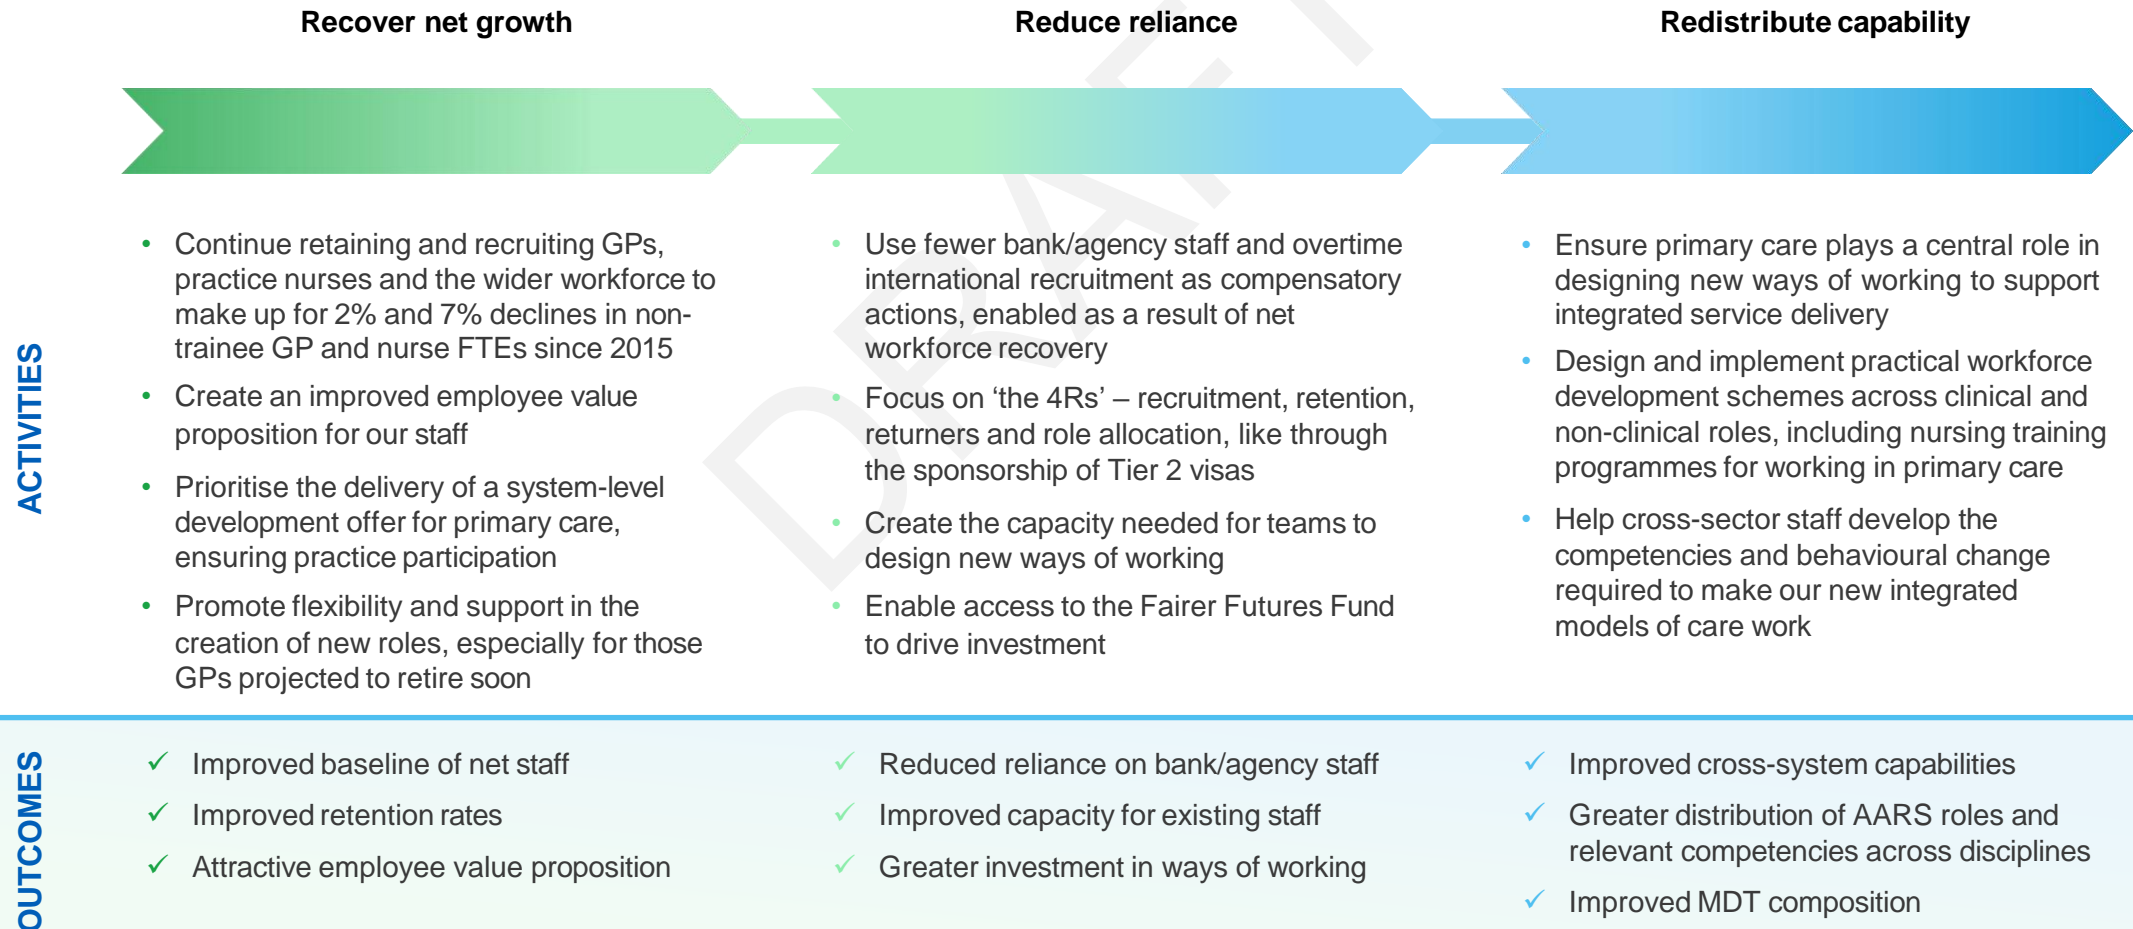 Recover net growth
Reduce reliance
Redistribute capability
DRAFT
ACTIVITIES
• Continue retaining and recruiting GPs,
practice nurses and the wider workforce to
make up for 2% and 7% declines in non-
trainee GP and nurse FTEs since 2015
• Create an improved employee value
proposition for our staff
• Prioritise the delivery of a system-level
development offer for primary care,
ensuring practice participation
• Promote flexibility and support in the
creation of new roles, especially for those
GPs projected to retire soon
• Use fewer bank/agency staff and overtime
international recruitment as compensatory
actions, enabled as a result of net
workforce recovery
• Focus on ‘the 4Rs’ – recruitment, retention,
returners and role allocation, like through
the sponsorship of Tier 2 visas
• Create the capacity needed for teams to
design new ways of working
• Enable access to the Fairer Futures Fund
to drive investment
• Ensure primary care plays a central role in
designing new ways of working to support
integrated service delivery
• Design and implement practical workforce
development schemes across clinical and
non-clinical roles, including nursing training
programmes for working in primary care
• Help cross-sector staff develop the
competencies and behavioural change
required to make our new integrated
models of care work
OUTCOMES
✓ Improved baseline of net staff
✓ Improved retention rates
✓ Attractive employee value proposition
✓ Reduced reliance on bank/agency staff
✓ Improved capacity for existing staff
✓ Greater investment in ways of working
✓ Improved cross-system capabilities
✓ Greater distribution of AARS roles and
relevant competencies across disciplines
✓ Improved MDT composition